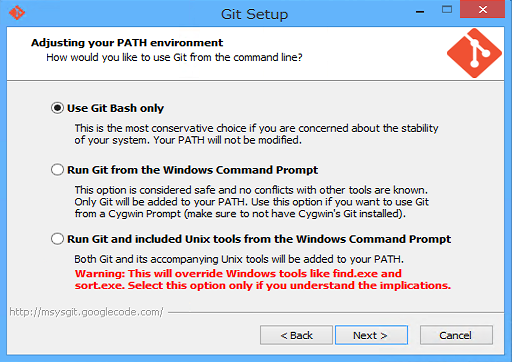 Git Setup
Adjusting your PATH environment
How would you like to use Git from the command line?
Use Git Bash only
This is the most conservative choice if you are concerned about the stability
of your system. Your PATH will not be modified.
Run Git from the Windows Command Prompt
This option is considered safe and no conflicts with other tools are known.
Only Git will be added to your PATH. Use this option if you want to use Git
from a Cygwin Prompt (make sure to not have Cygwin's Git installed).
Run Git and included Unix tools from the Windows Command Prompt
Both Git and its accompanying Unix tools will be added to your PATH.
Warning: This will override Windows tools like find.exe and
sort.exe. Select this option only if you understand the implications.
http://msysgit.googlecode.com/
< Back
Next >
Cancel